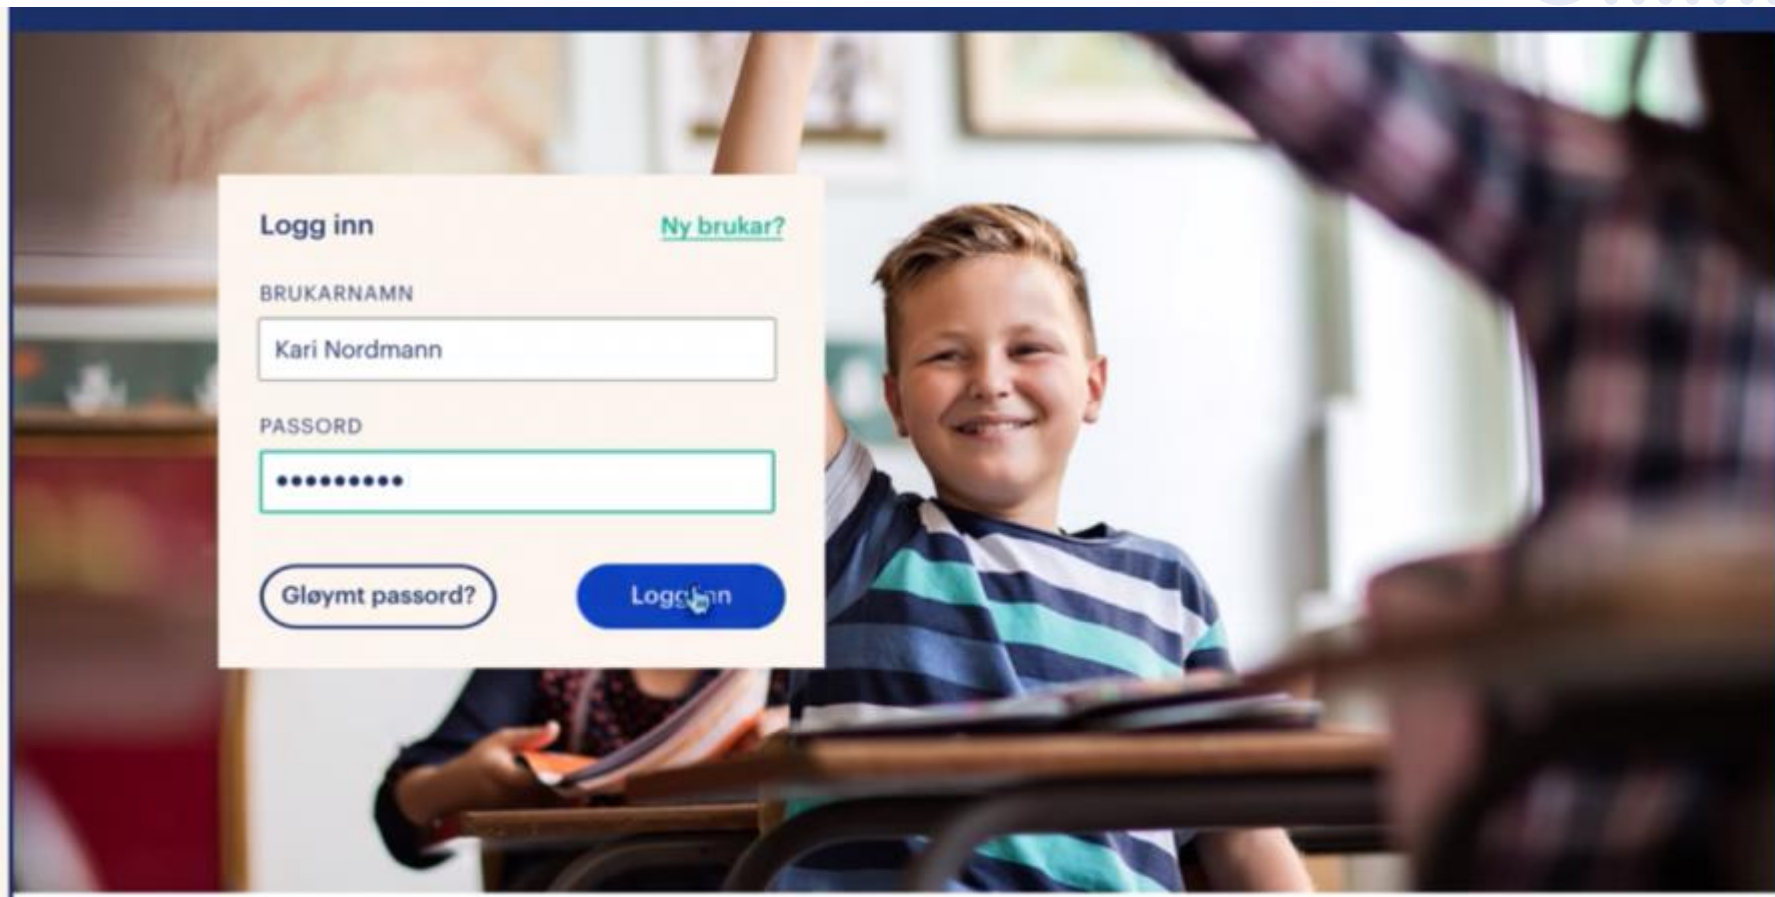 Logg inn
Ny brukar?
BRUKARNAMN
Kari Nordmann
PASSORD
•••••••••
Gløymt passord?
Logg inn